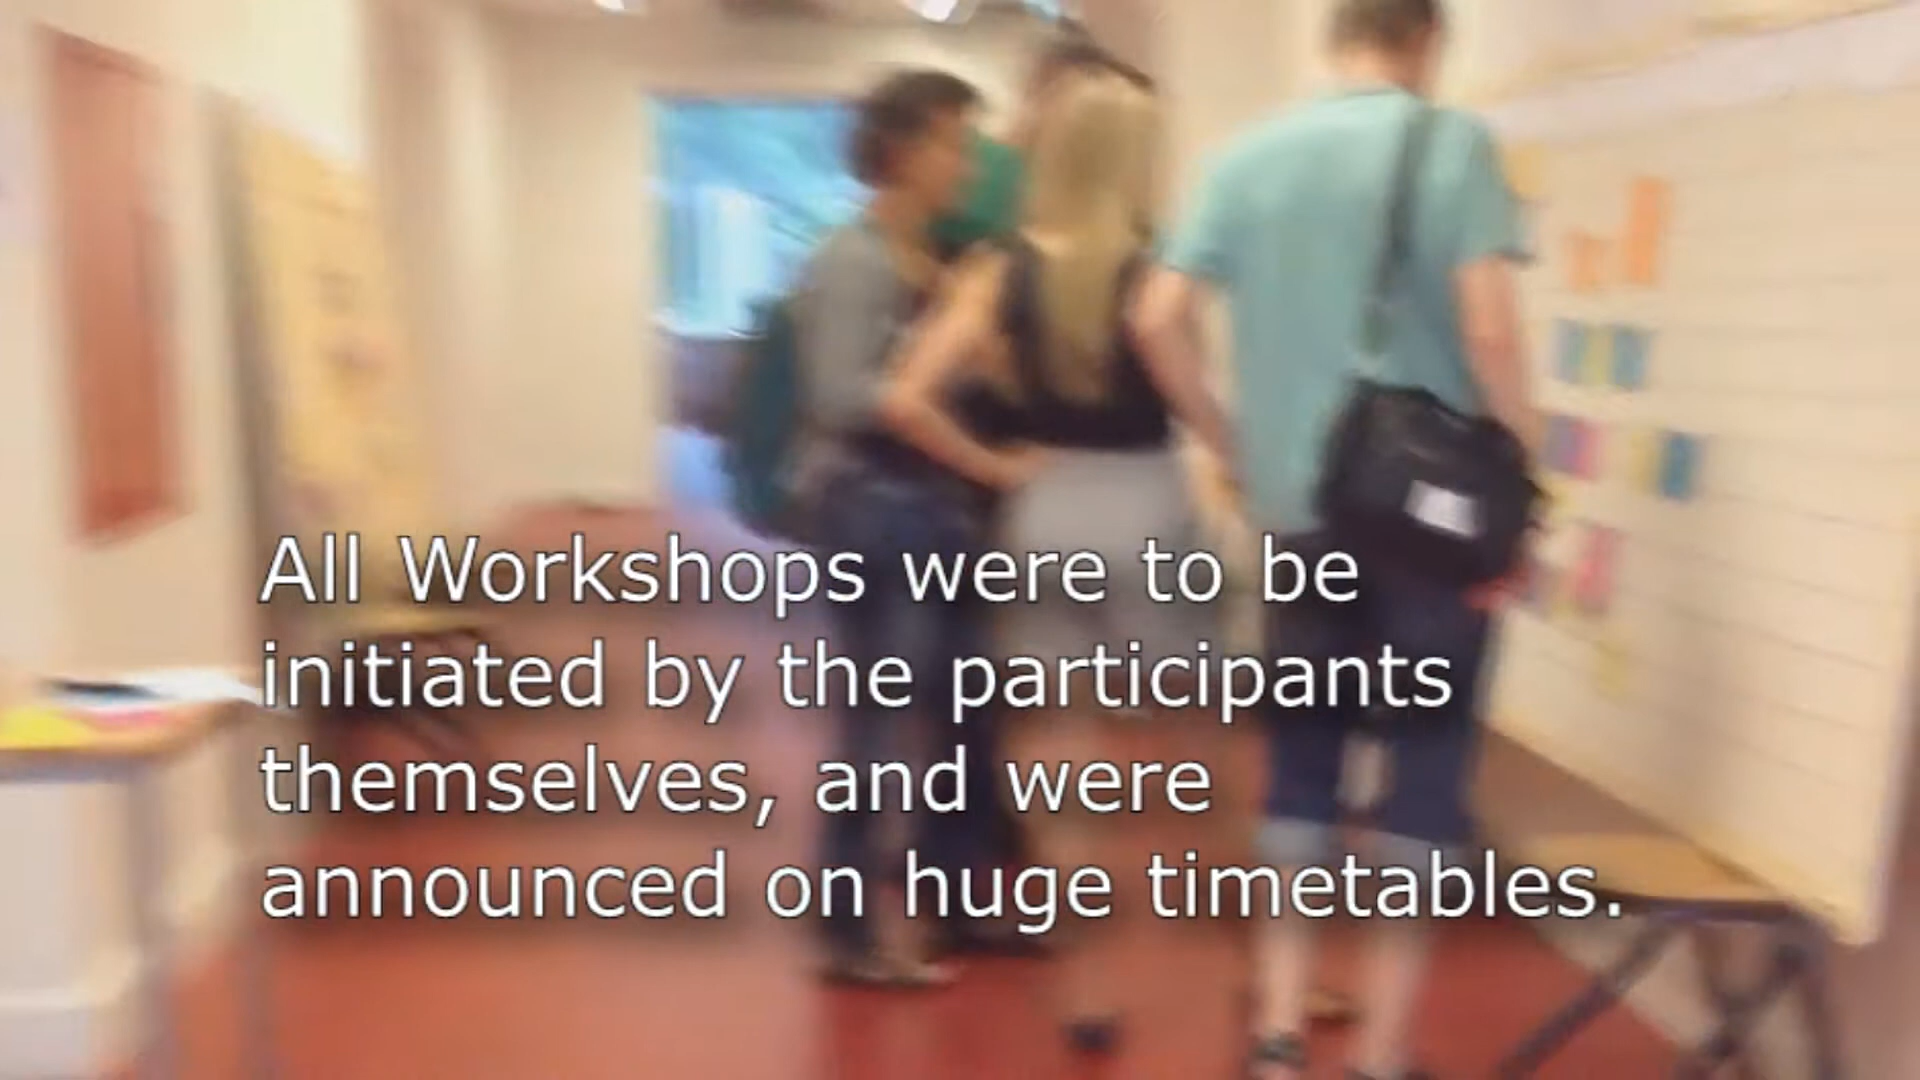 All Workshops were to be
initiated by the participants
themselves, and were
announced on huge timetables.